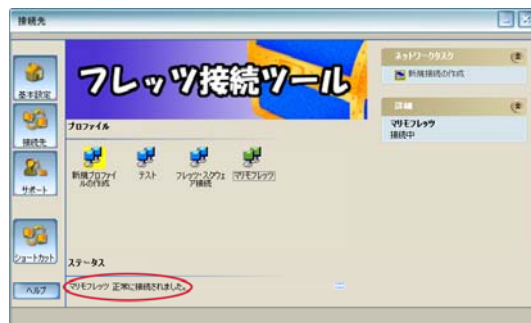 接続先
基本設定
接続先
サポート
ショートカット
ヘルプ
フレッツ接続ツール
プロファイル
新規プロファイ
ルの作成
テスト
フレッツ・スクウェ
ア接続
マリモフレッツ
ステータス
マリモフレッツ 正常に接続されました。
ネットワークタスク
新規接続の作成
詳細
マリモフレッツ
接続中